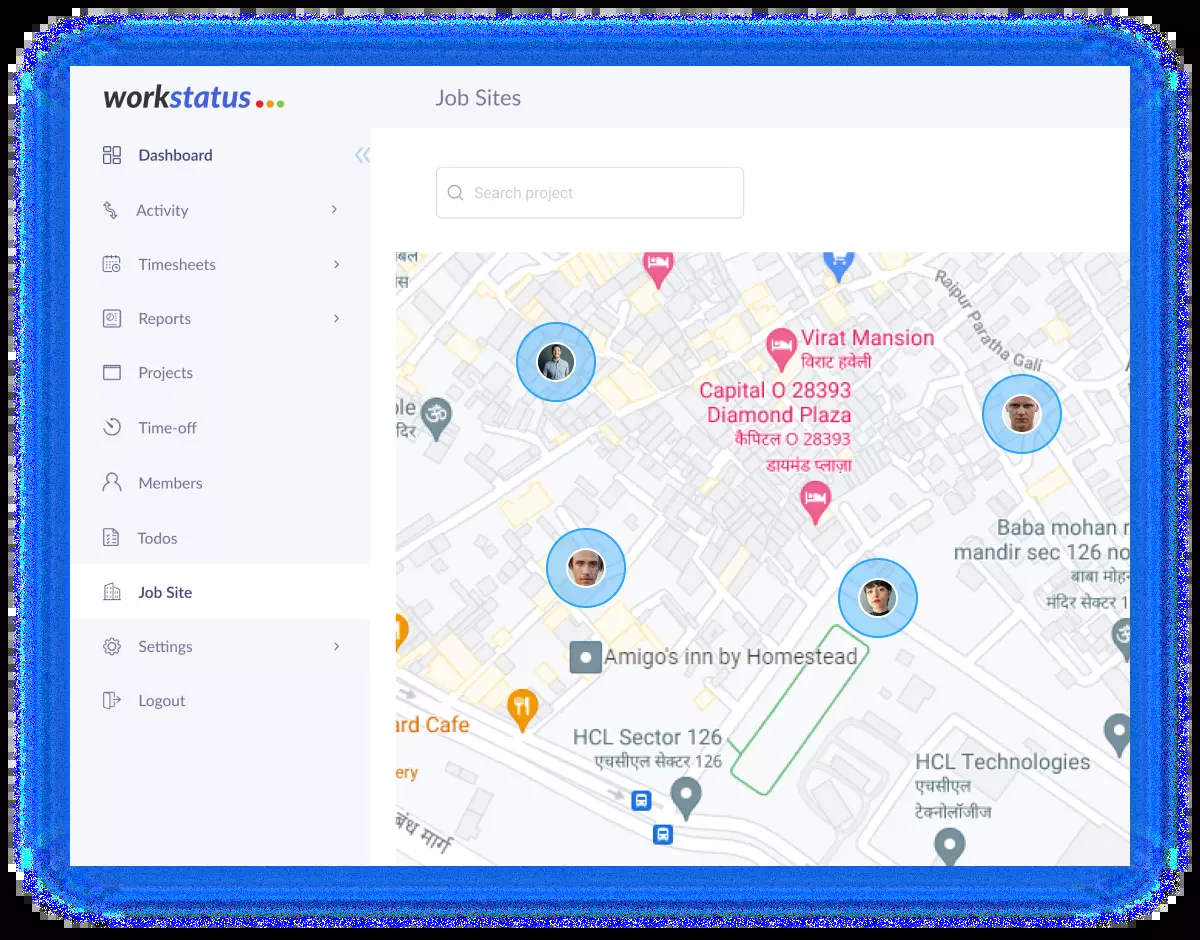 workstatus
Job Sites
Dashboard
Activity
Timesheets
Reports
Projects
Time-off
Members
Todos
Job Site
Settings
Logout
Search project
Raipur Paratha Gali
Virat Mansion
विराट हवेली
Capital O 28393
Diamond Plaza
कैपिटल O 28393
डायमंड प्लाज़ा
Baba mohan
mandir sec 126 no
बाबा मोह
मंदिर सेक्टर 1
Amigo's inn by Homestead
ard Cafe
ery
HCL Sector 126
एचसीएल सेक्टर 126
HCL Technologies
एचसीएल
टेक्नोलॉजीज
बंध मार्ग